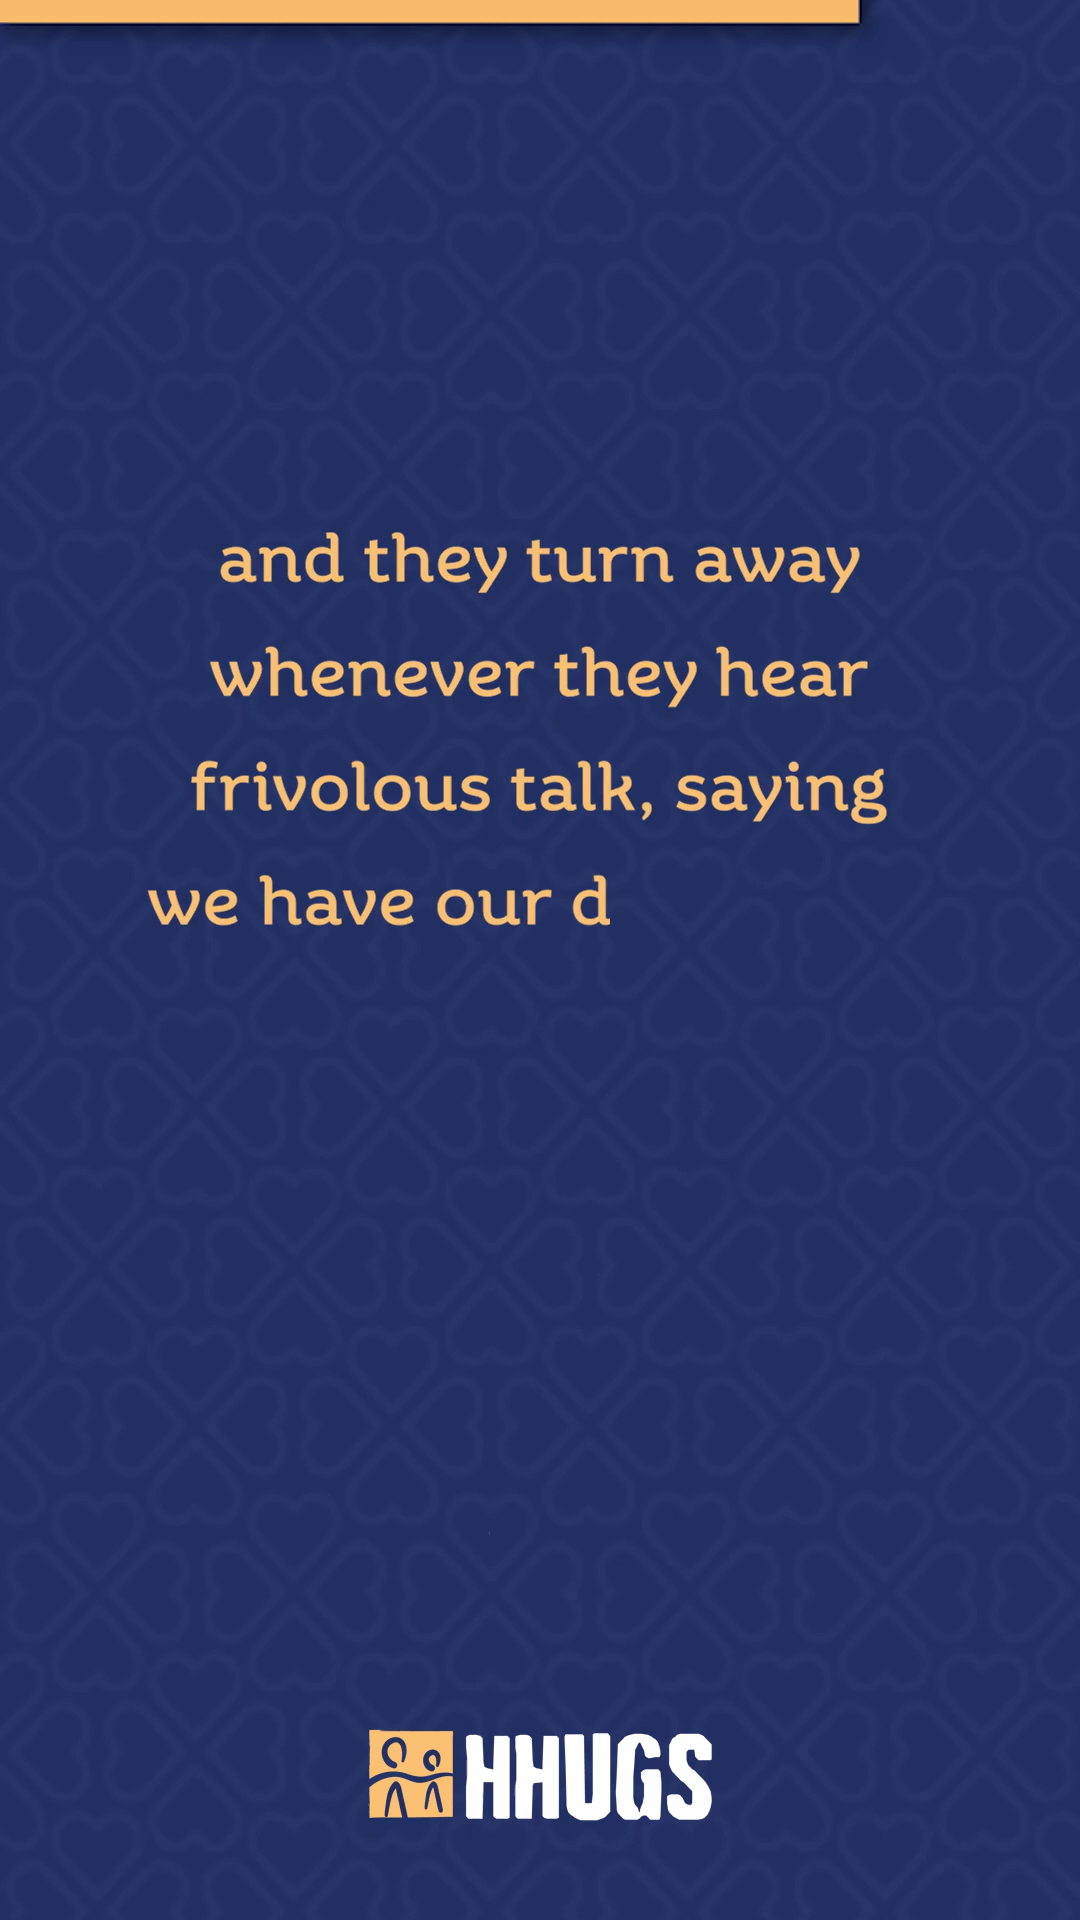 and they turn away
whenever they hear
frivolous talk, saying
we have our d
HHUGS